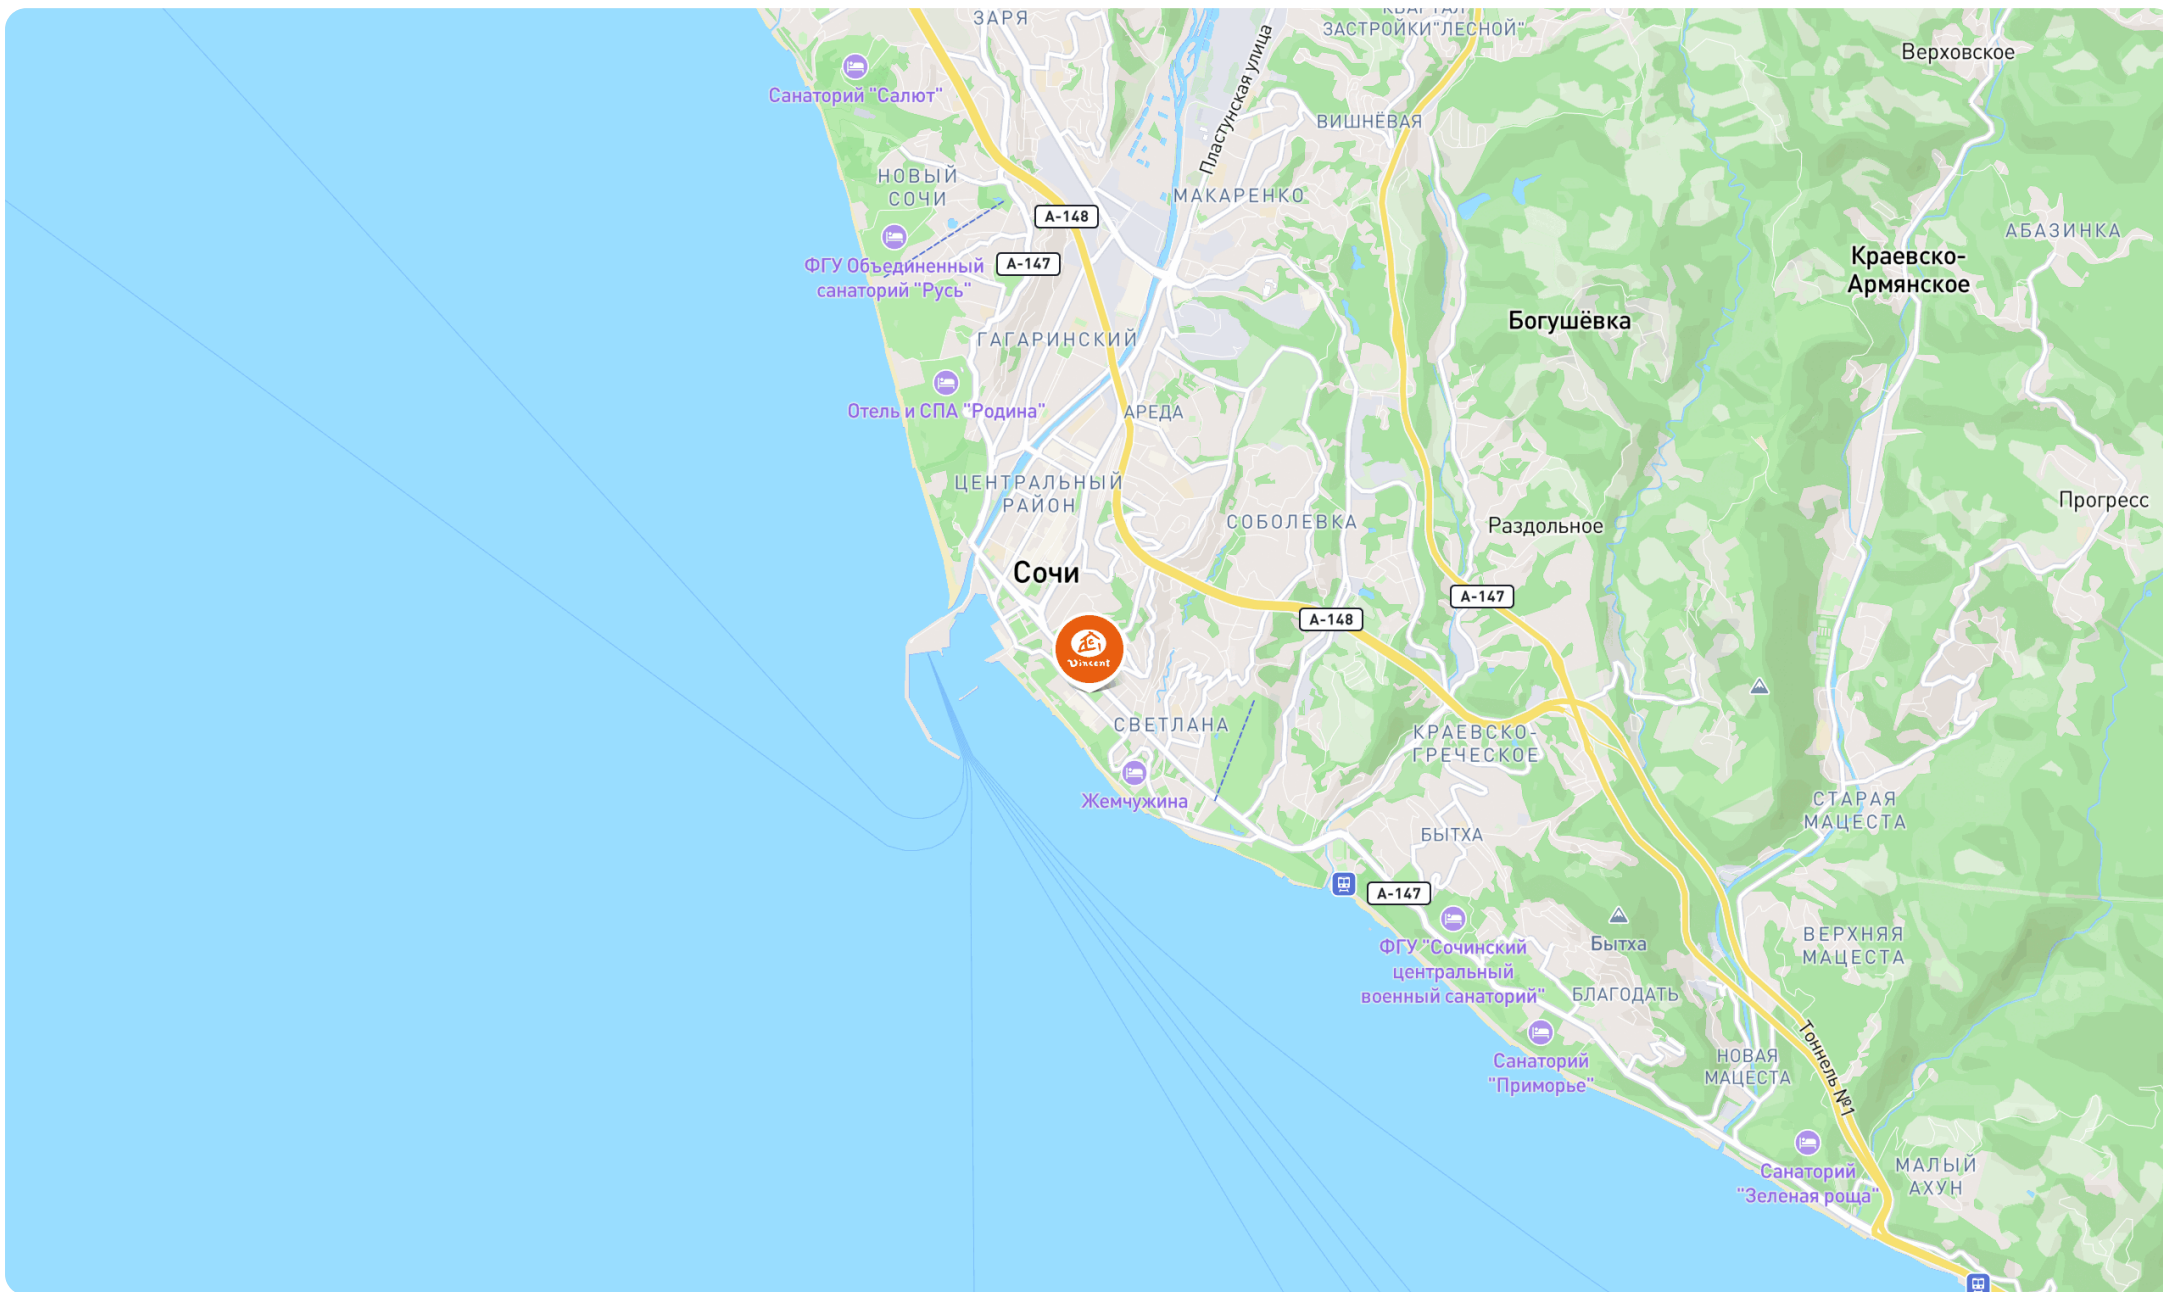 ЗАРЯ
КВАРТАЛ
ЗАСТРОЙКИ"ЛЕСНОЙ"
Верховское
Санаторий "Салют"
Пластунская улица
ВИШНЁВАЯ
НОВЫЙ
СОЧИ
МАКАРЕНКО
А-148
АБАЗИНКА
ФГУ Объединенный
санаторий "Русь"
А-147
Краевско-
Армянское
Богушёвка
ГАГАРИНСКИЙ
Отель и СПА "Родина"
АРЕДА
ЦЕНТРАЛЬНЫЙ
РАЙОН
СОБОЛЕВКА
Раздольное
Прогресс
Сочи
А-147
А-148
Vincent
СВЕТЛАНА
КРАЕВСКО-
ГРЕЧЕСКОЕ
Жемчужина
СТАРАЯ
МАЦЕСТА
БЫТХА
А-147
ФГУ "Сочинский
центральный
военный санаторий"
Бытха
ВЕРХНЯЯ
МАЦЕСТА
БЛАГОДАТЬ
Санаторий
"Приморье"
НОВАЯ
МАЦЕСТА
Тоннель №1
Санаторий
"Зеленая роща"
МАЛЫЙ
АХУН